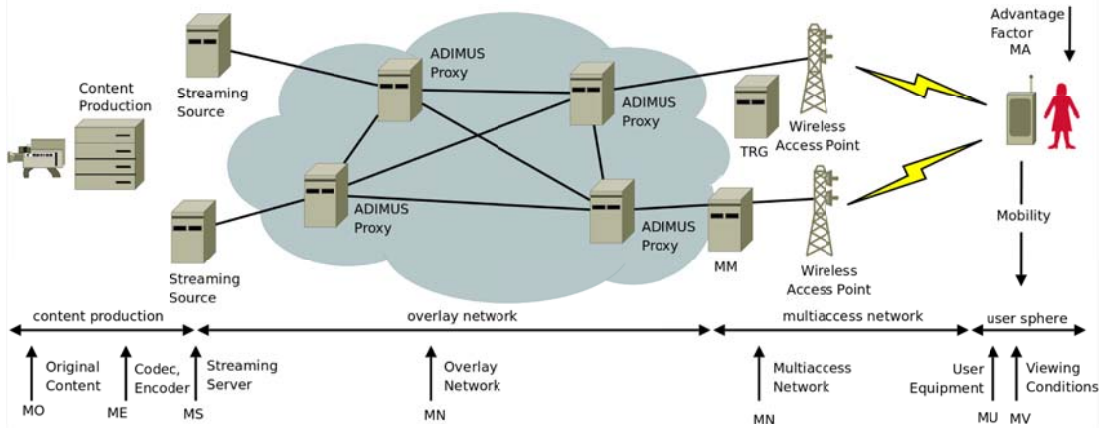 Advantage
Factor
MA
ADIMUS
Proxy
Content
Production
Streaming
Source
ADIMUS
Proxy
TRG
Wireless
Access Point
ADIMUS
Proxy
Mobility
ADIMUS
Proxy
MM
Streaming
Source
Wireless
Access Point
content production
overlay network
multiaccess network
user sphere
Original
Content
Codec,
Encoder
Streaming
Server
Overlay
Network
Multiaccess
Network
User
Equipment
Viewing
Conditions
MO
ME
MS
MN
MN
MU
MV